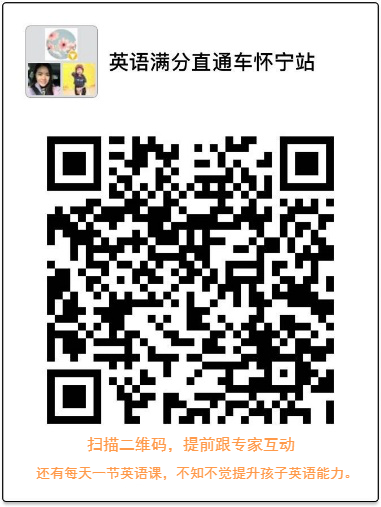 英语满分直通车怀宁站
扫描二维码，提前跟专家互动
还有每天一节英语课，不知不觉提升孩子英语能力。